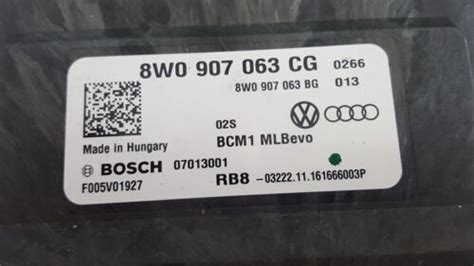 8W0 907 063 CG 0266
8W0 907 063 BG 013
02S
BCM1 MLBevo
Made in Hungary
BOSCH 07013001
F005V01927
RB8 -03222.11.161666003P